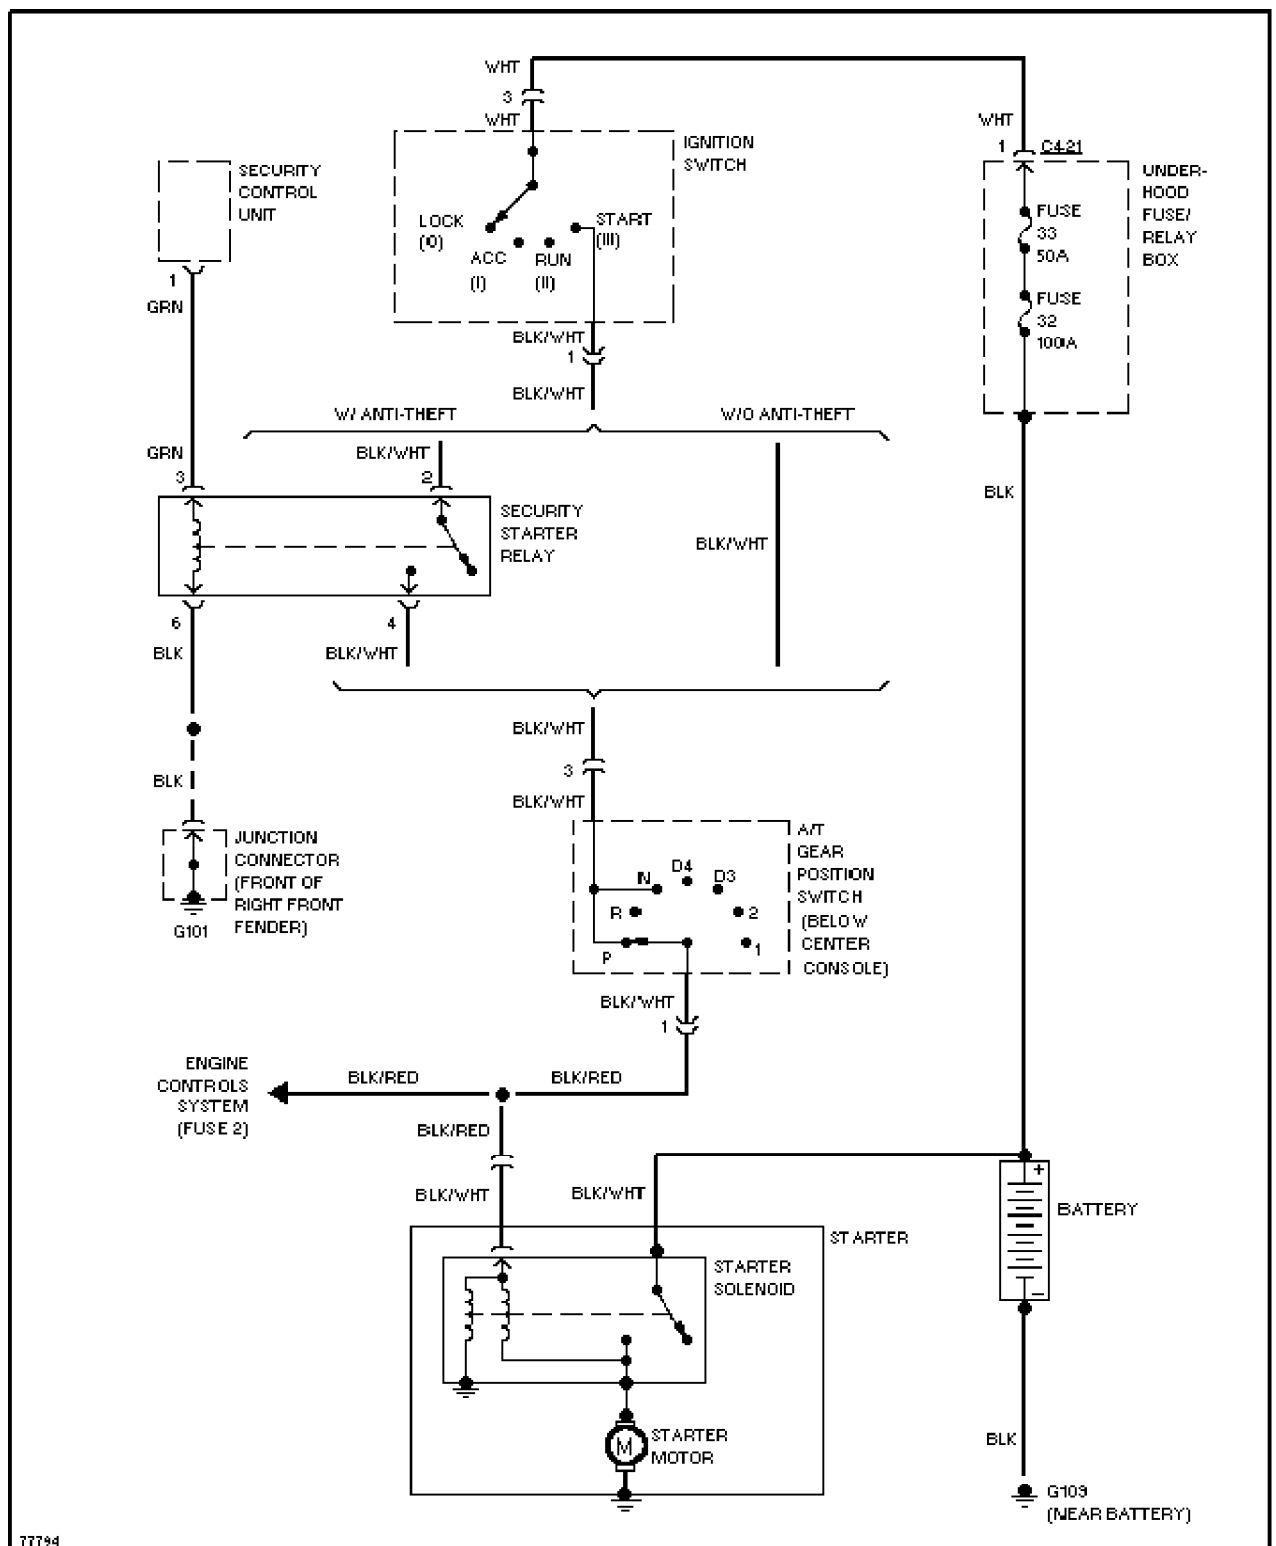 WHT
3
WHT
WHT
1 C421
IGNITION
SWITCH
SECURITY
CONTROL
UNIT
UNDER-
HOOD
FUSE/
RELAY
BOX
LOCK
(0)
START
(III)
ACC
(I)
RUN
(II)
FUSE
33
50A
FUSE
32
100A
1
GRN
BLK/WHT
1
BLK/WHT
W/ ANTI-THEFT
W/O ANTI-THEFT
GRN
3
BLK/WHT
2
BLK
SECURITY
STARTER
RELAY
BLK/WHT
6
BLK
4
BLK/WHT
BLK/WHT
3
BLK/WHT
BLK
JUNCTION
CONNECTOR
(FRONT OF
RIGHT FRONT
FENDER)
G101
A/T
GEAR
POSITION
SWITCH
(BELOW
CENTER
CONSOLE)
N
D4
D3
R
2
P
1
BLK/WHT
1
ENGINE
CONTROLS
SYSTEM
(FUSE 2)
BLK/RED
BLK/RED
BLK/RED
BLK/WHT
BLK/WHT
+
BATTERY
-
STARTER
STARTER
SOLENOID
M
STARTER
MOTOR
BLK
G103
(NEAR BATTERY)
77794